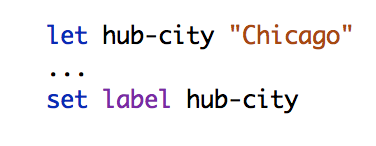 let hub-city "Chicago"
...
set label hub-city